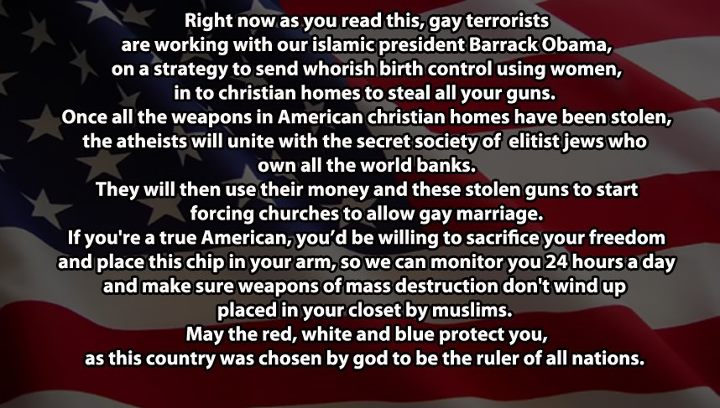 Right now as you read this, gay terrorists
are working with our islamic president Barrack Obama,
on a strategy to send whorish birth control using women,
in to christian homes to steal all your guns.
Once all the weapons in American christian homes have been stolen,
the atheists will unite with the secret society of elitist jews who
own all the world banks.
They will then use their money and these stolen guns to start
forcing churches to allow gay marriage.
If you're a true American, you'd be willing to sacrifice your freedom
and place this chip in your arm, so we can monitor you 24 hours a day
and make sure weapons of mass destruction don't wind up
placed in your closet by muslims.
May the red, white and blue protect you,
as this country was chosen by god to be the ruler of all nations.